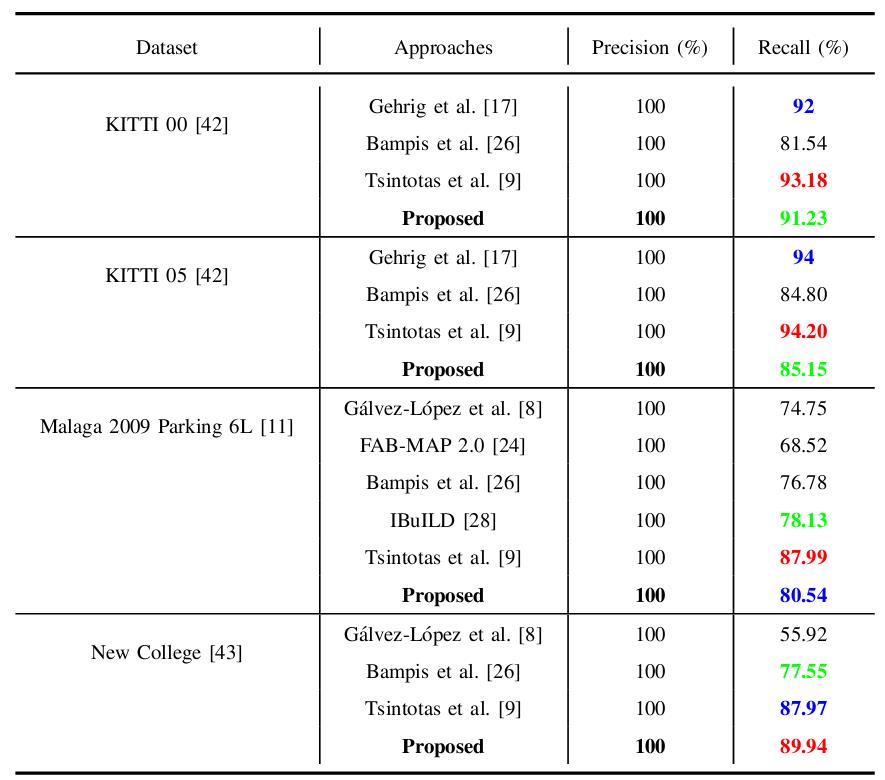 Dataset Approaches Precision (%) Recall (%)
KITTI 00 [42]
Gehrig et al. [17] 100 92
Bampis et al. [26] 100 81.54
Tsintotas et al. [9] 100 93.18
Proposed 100 91.23
KITTI 05 [42]
Gehrig et al. [17] 100 94
Bampis et al. [26] 100 84.80
Tsintotas et al. [9] 100 94.20
Proposed 100 85.15
Malaga 2009 Parking 6L [11]
Gálvez-López et al. [8] 100 74.75
FAB-MAP 2.0 [24] 100 68.52
Bampis et al. [26] 100 76.78
IBuILD [28] 100 78.13
Tsintotas et al. [9] 100 87.99
Proposed 100 80.54
New College [43]
Gálvez-López et al. [8] 100 55.92
Bampis et al. [26] 100 77.55
Tsintotas et al. [9] 100 87.97
Proposed 100 89.94